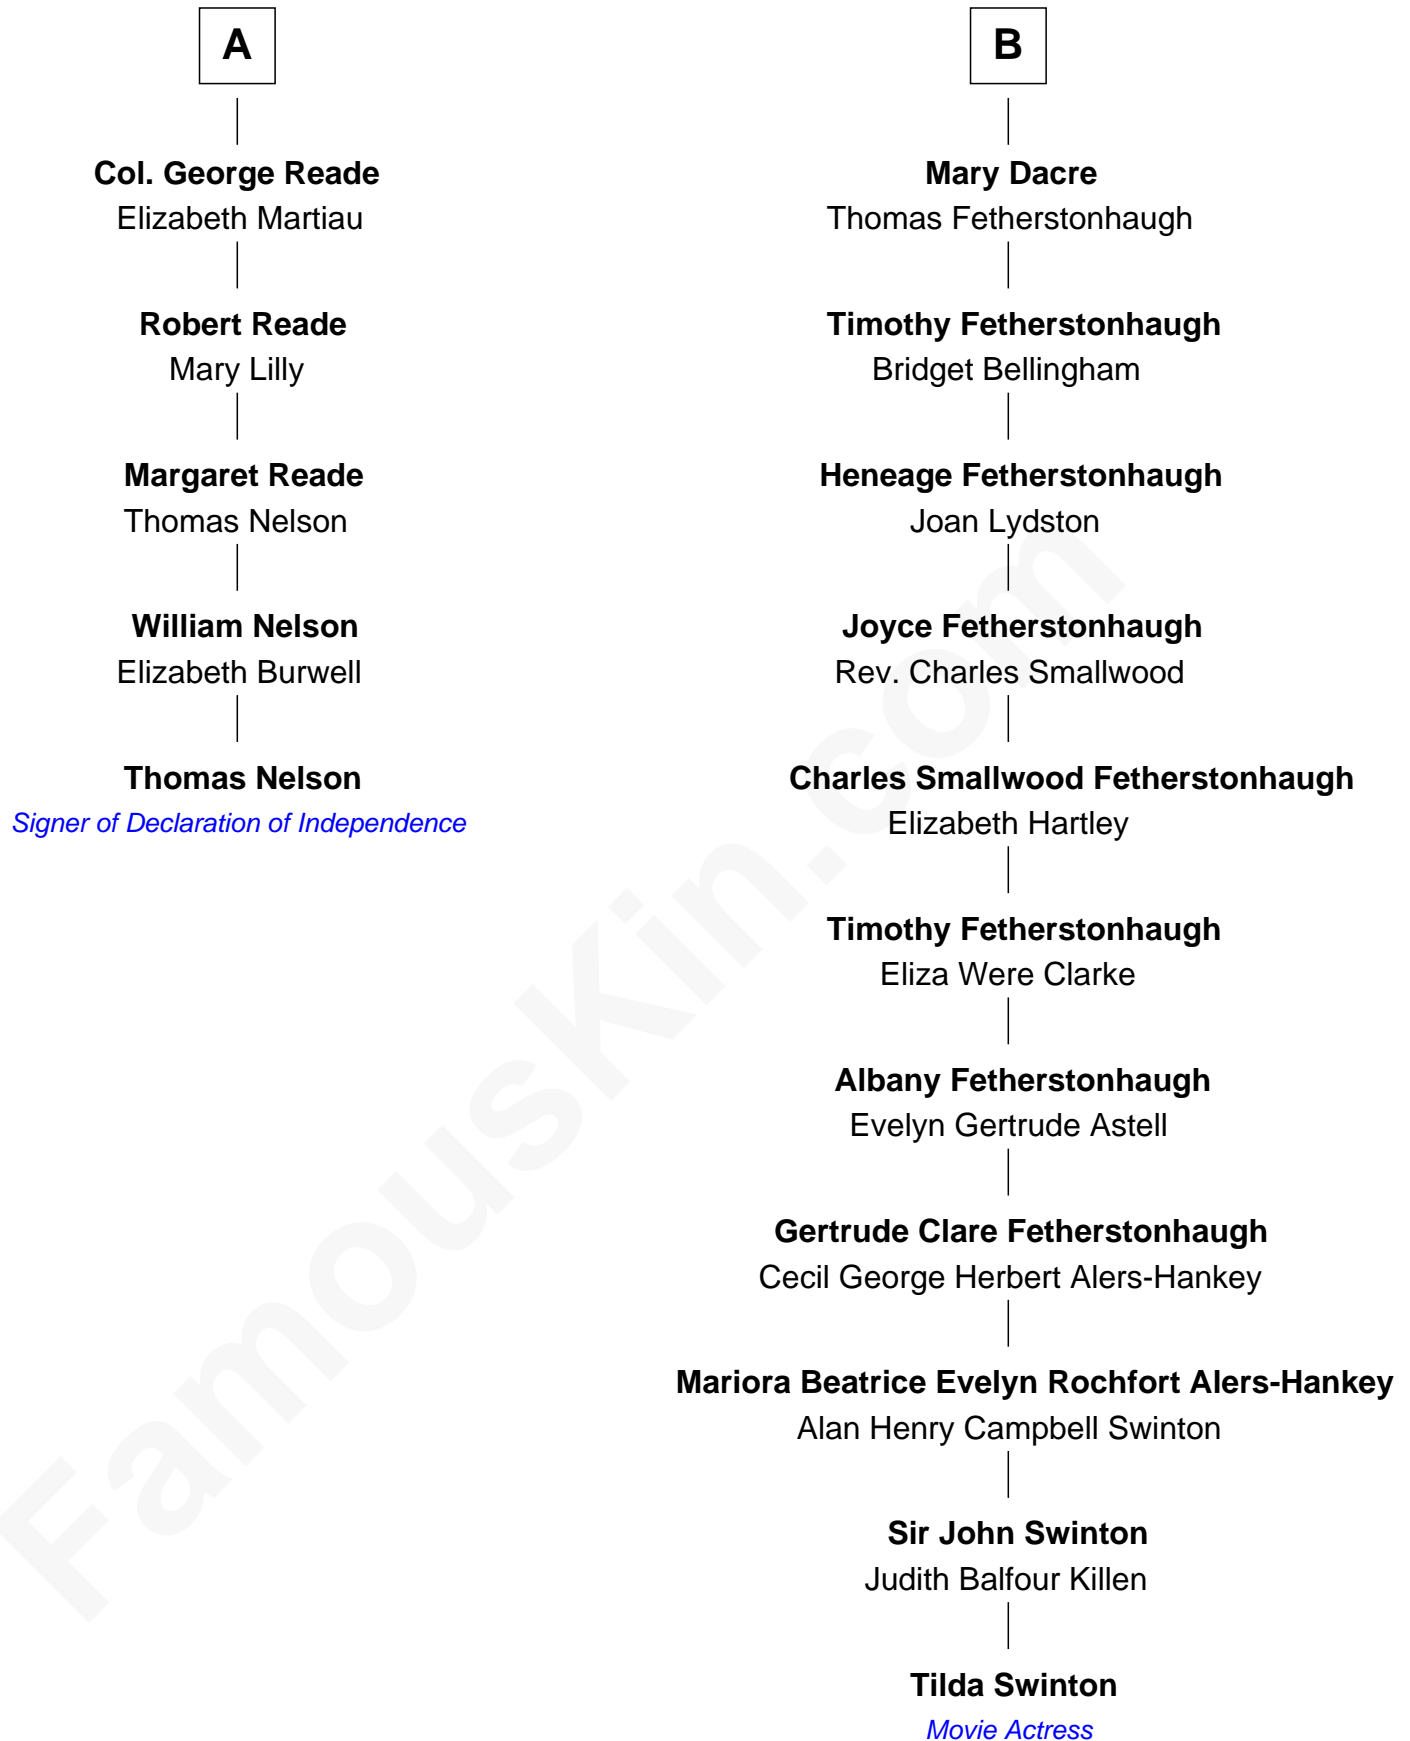 A
Col. George Reade
Elizabeth Martiau
Robert Reade
Mary Lilly
Margaret Reade
Thomas Nelson
William Nelson
Elizabeth Burwell
Thomas Nelson
Signer of Declaration of Independence
B
Mary Dacre
Thomas Fetherstonhaugh
Timothy Fetherstonhaugh
Bridget Bellingham
Heneage Fetherstonhaugh
Joan Lydston
Joyce Fetherstonhaugh
Rev. Charles Smallwood
Charles Smallwood Fetherstonhaugh
Elizabeth Hartley
Timothy Fetherstonhaugh
Eliza Were Clarke
Albany Fetherstonhaugh
Evelyn Gertrude Astell
Gertrude Clare Fetherstonhaugh
Cecil George Herbert Alers-Hankey
Mariora Beatrice Evelyn Rochfort Alers-Hankey
Alan Henry Campbell Swinton
Sir John Swinton
Judith Balfour Killen
Tilda Swinton
Movie Actress
FamousKin.com